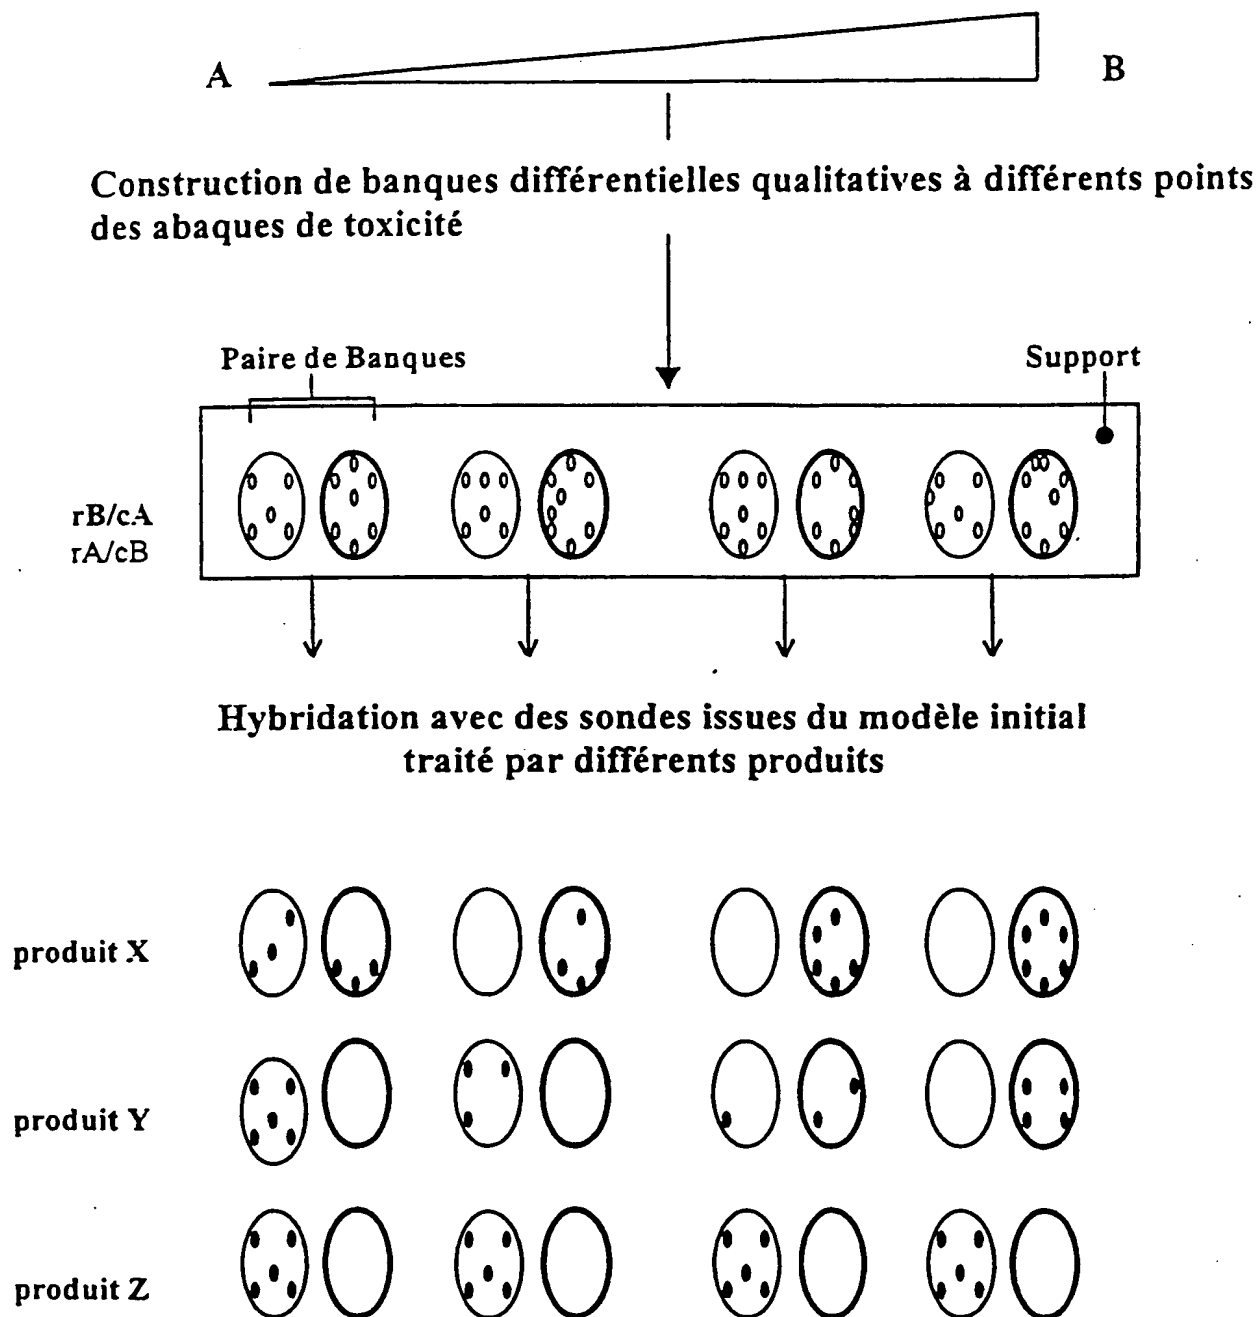 A B
Construction de banques différentielles qualitatives à différents points
des abaques de toxicité
Paire de Banques Support
rB/cA
rA/cB
Hybridation avec des sondes issues du modèle initial
traité par différents produits
produit X
produit Y
produit Z